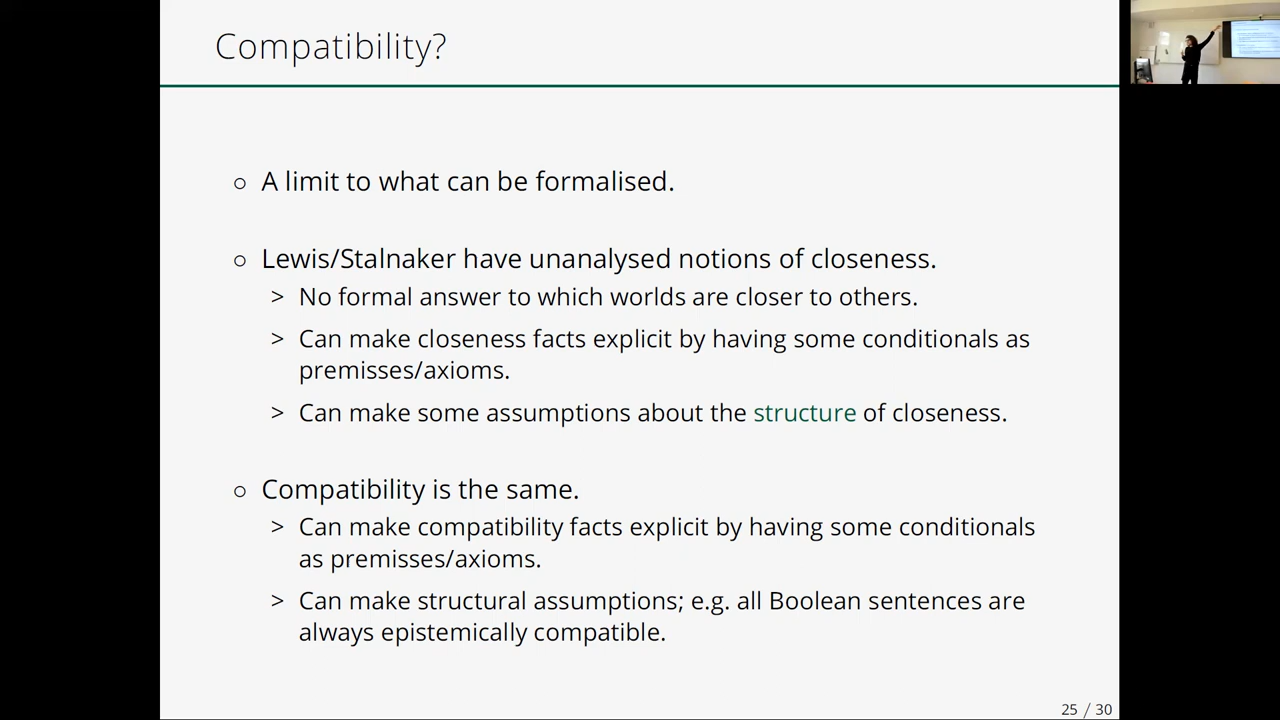 Compatibility?
○ A limit to what can be formalised.
○ Lewis/Stalnaker have unanalysed notions of closeness.
> No formal answer to which worlds are closer to others.
> Can make closeness facts explicit by having some conditionals as
premisses/axioms.
> Can make some assumptions about the structure of closeness.
○ Compatibility is the same.
> Can make compatibility facts explicit by having some conditionals
as premisses/axioms.
> Can make structural assumptions; e.g. all Boolean sentences are
always epistemically compatible.
25 / 30